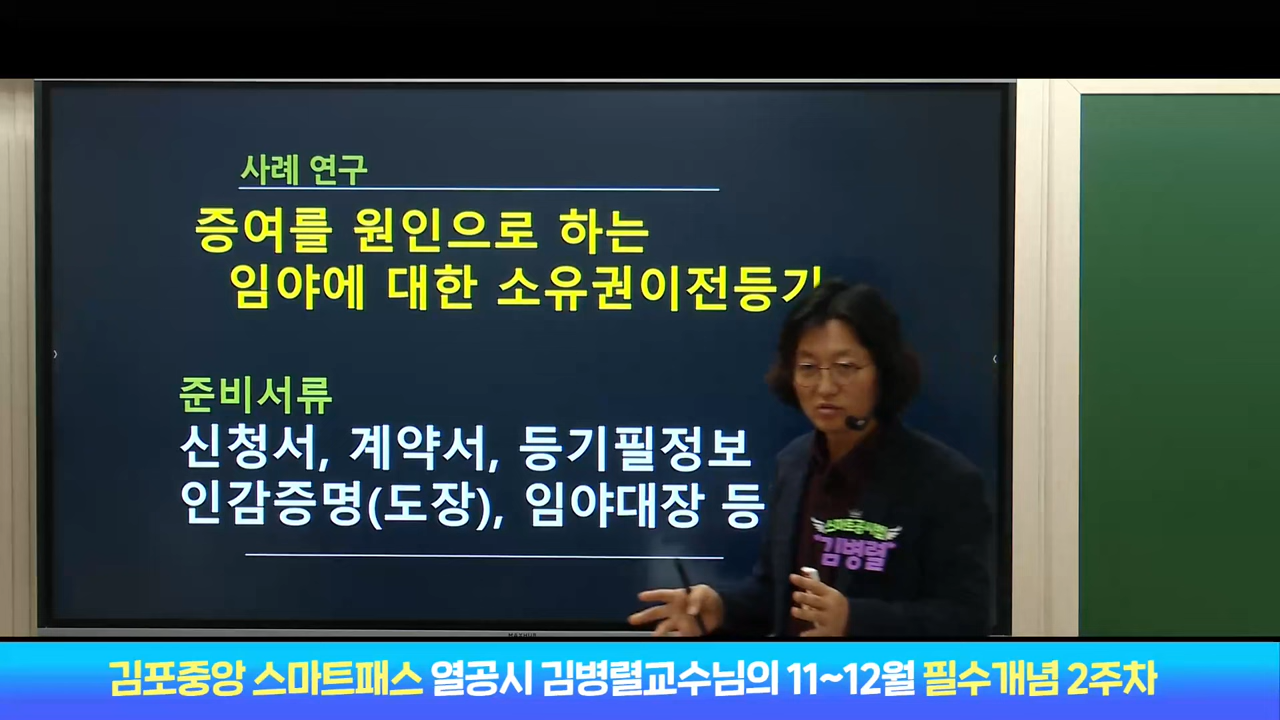 사례 연구
증여를 원인으로 하는
임야에 대한 소유권이전등기
준비서류
신청서, 계약서, 등기필정보
인감증명(도장), 임야대장 등
"김병렬"
MAXHUB
김포중앙 스마트패스 열공시 김병렬교수님의 11~12월 필수개념 2주차